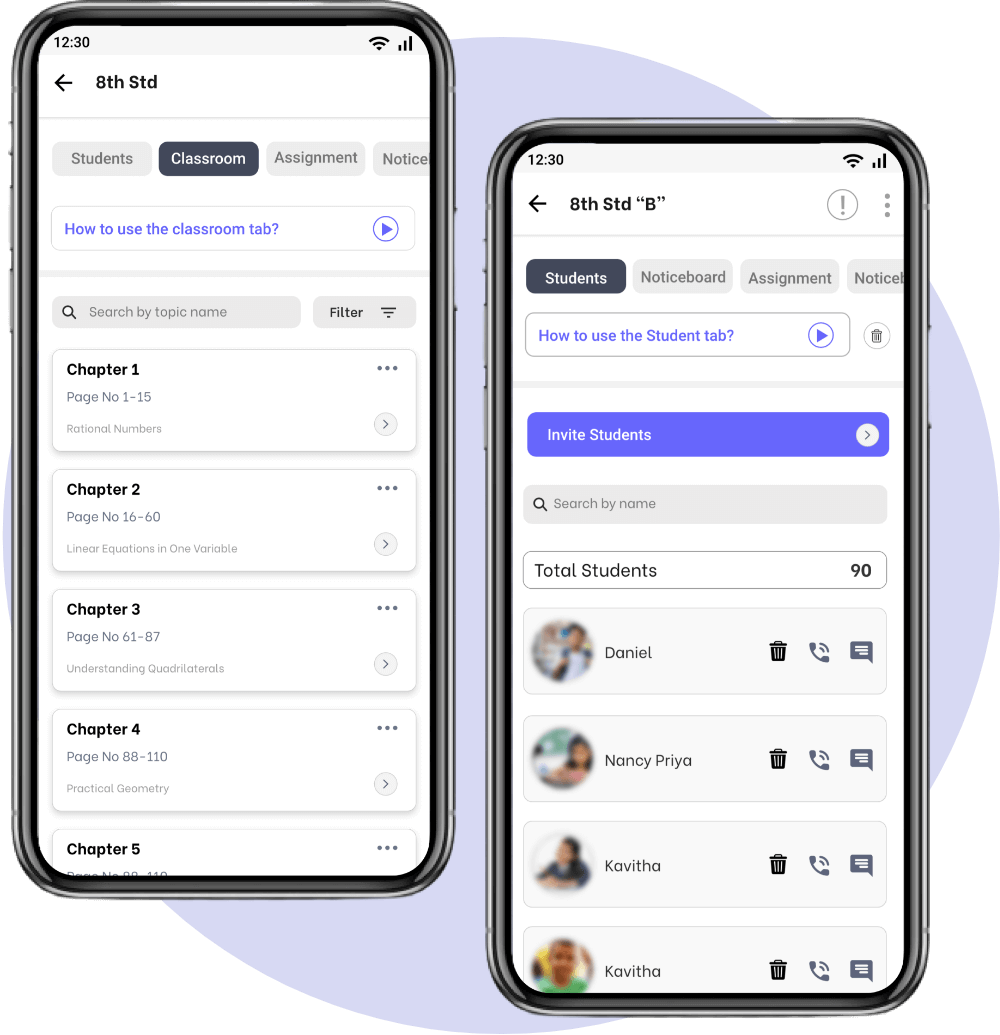 12:30
8th Std
Students
Classroom
Assignment
How to use the classroom tab?
Search by topic name
Filter
Chapter 1
Page No 1-15
Rational Numbers
Chapter 2
Page No 16-60
Linear Equations in One Variable
Chapter 3
Page No 61-87
Understanding Quadrilaterals
Chapter 4
Page No 88-110
Practical Geometry
Chapter 5
Page No 88-110
12:30
8th Std “B”
Students
Noticeboard
Assignment
How to use the Student tab?
Invite Students
Search by name
Total Students 90
Daniel
Nancy Priya
Kavitha
Kavitha